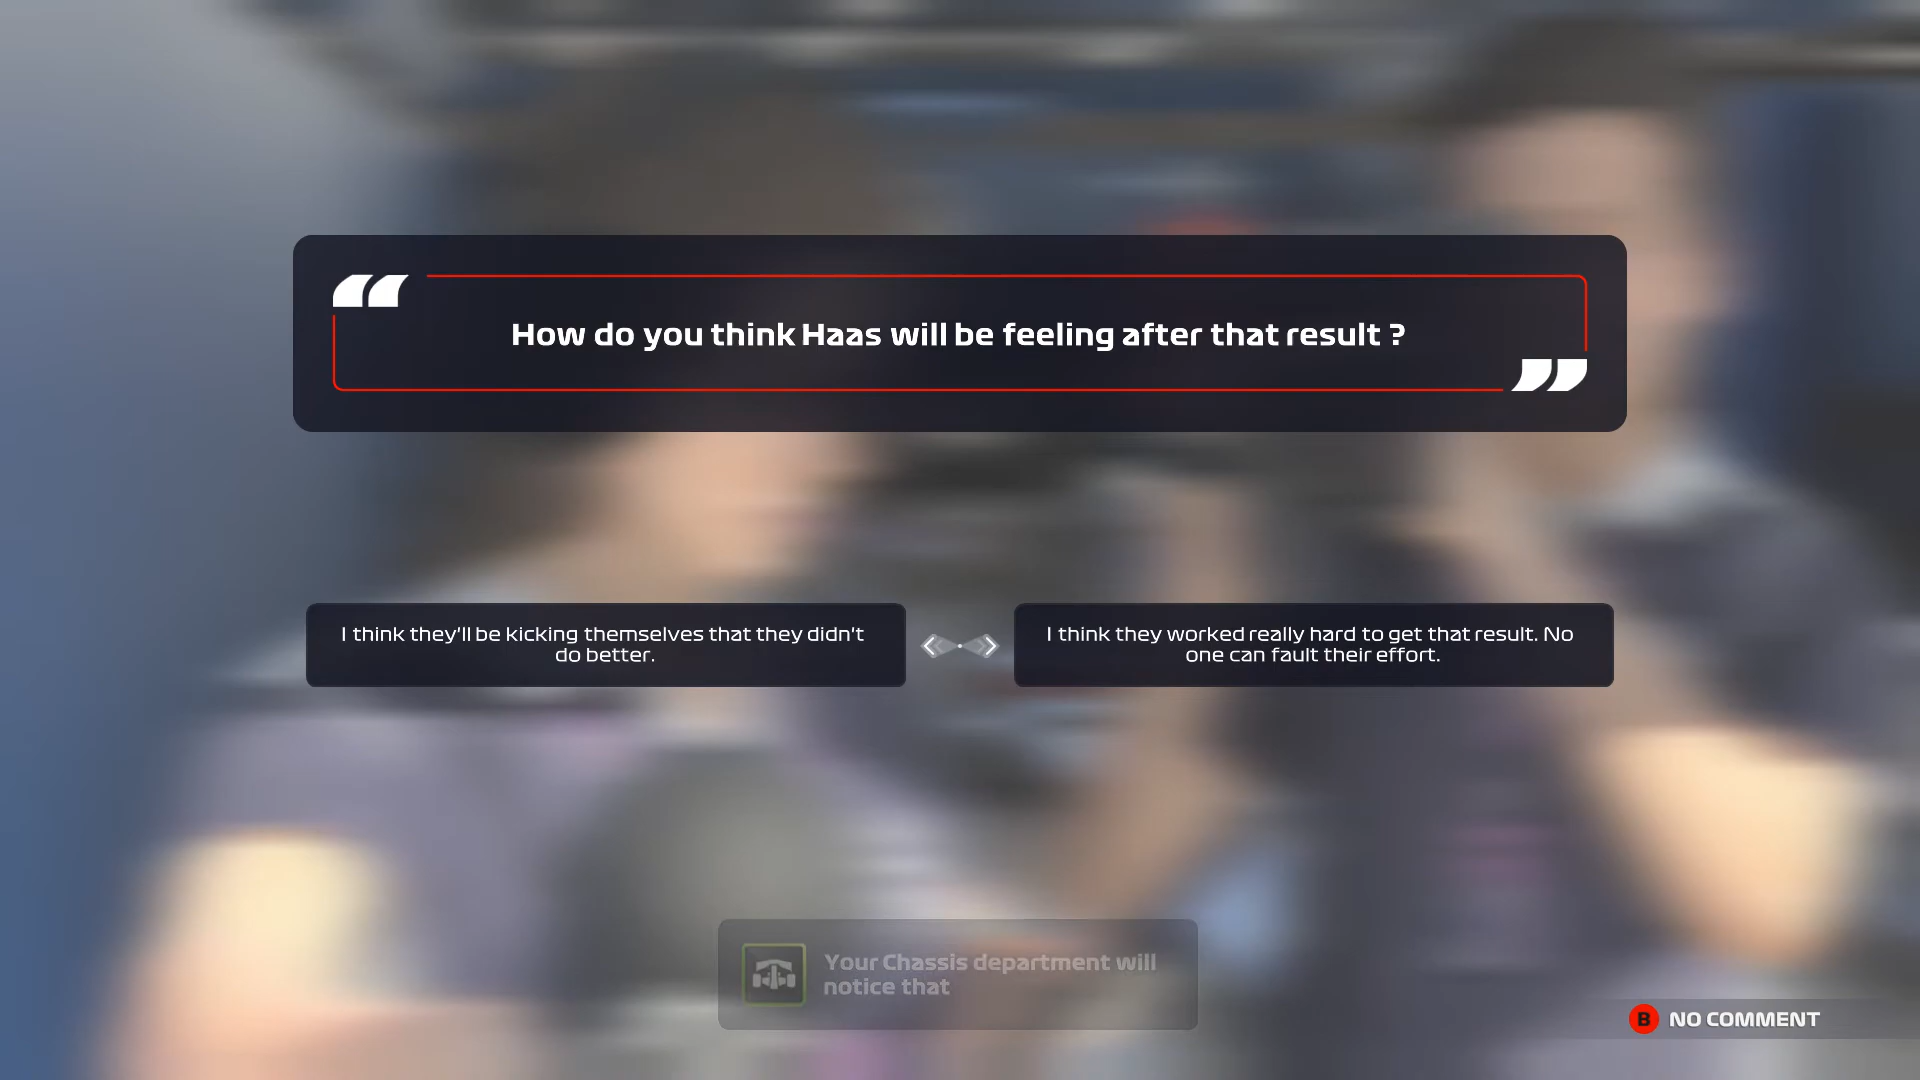 How do you think Haas will be feeling after that result ?
I think they'll be kicking themselves that they didn't
do better.
I think they worked really hard to get that result. No
one can fault their effort.
Your Chassis department will
notice that
B NO COMMENT